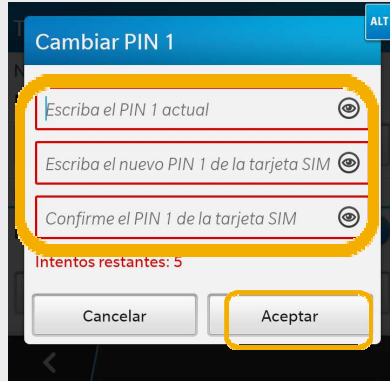 ALT
Cambiar PIN 1
Escriba el PIN 1 actual
Escriba el nuevo PIN 1 de la tarjeta SIM
Confirme el PIN 1 de la tarjeta SIM
Intentos restantes: 5
Cancelar
Aceptar